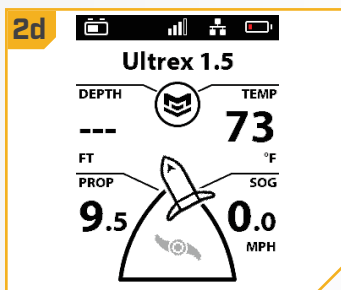 2d
Ultrex 1.5
DEPTH TEMP
--- 73
FT °F
PROP SOG
9.5 0.0
MPH